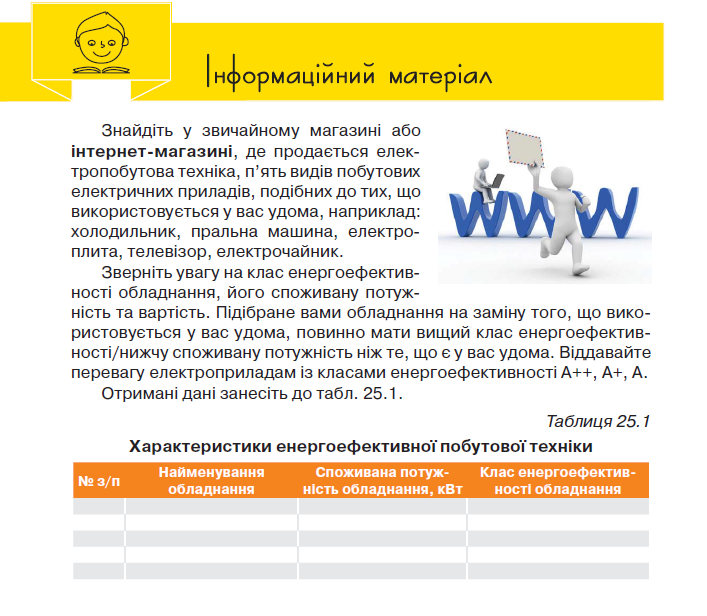 Інформаційний матеріал
Знайдіть у звичайному магазині або
інтернет-магазині, де продається елек-
тропобутова техніка, п’ять видів побутових
електричних приладів, подібних до тих, що
використовується у вас удома, наприклад:
холодильник, пральна машина, електро-
плита, телевізор, електрочайник.
www
Зверніть увагу на клас енергоефектив-
ності обладнання, його споживану потуж-
ність та вартість. Підібране вами обладнання на заміну того, що вико-
ристовується у вас удома, повинно мати вищий клас енергоефектив-
ності/нижчу споживану потужність ніж те, що є у вас удома. Віддавайте
перевагу електроприладам із класами енергоефективності А++, А+, А.
Отримані дані занесіть до табл. 25.1.
Таблиця 25.1
Характеристики енергоефективної побутової техніки
№ з/п
Найменування
обладнання
Споживана потуж-
ність обладнання, кВт
Клас енергоефектив-
ності обладнання